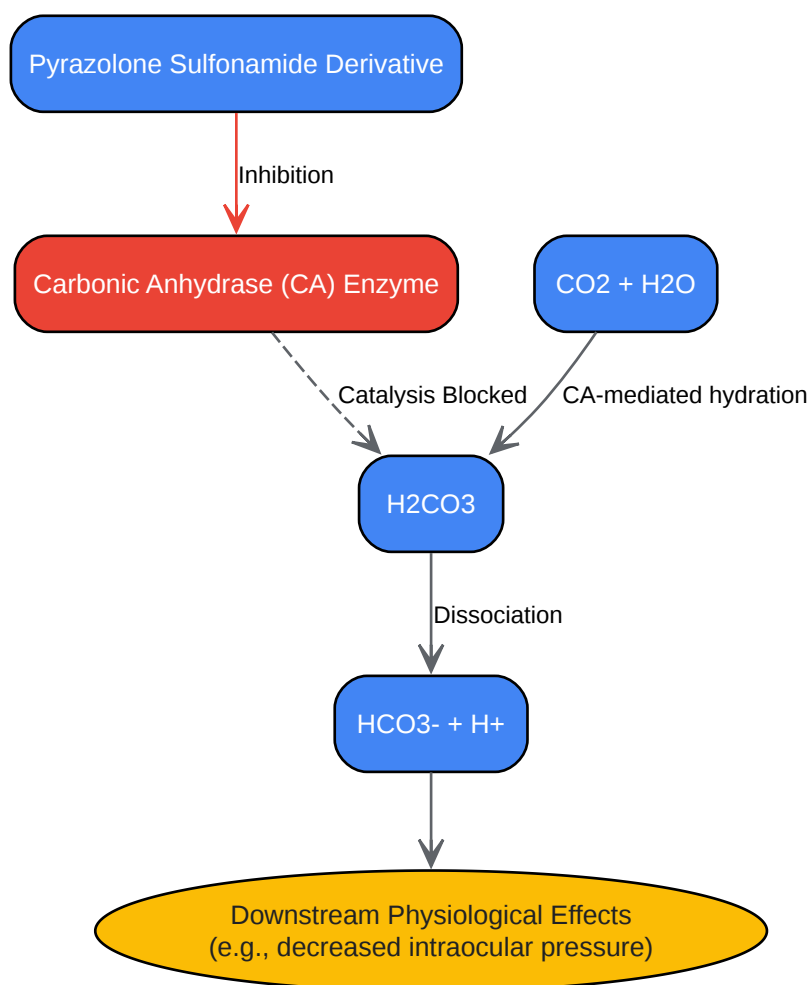 Pyrazolone Sulfonamide Derivative
Inhibition
Carbonic Anhydrase (CA) Enzyme
CO2 + H2O
Catalysis Blocked
CA-mediated hydration
H2CO3
Dissociation
HCO3- + H+
Downstream Physiological Effects
(e.g., decreased intraocular pressure)